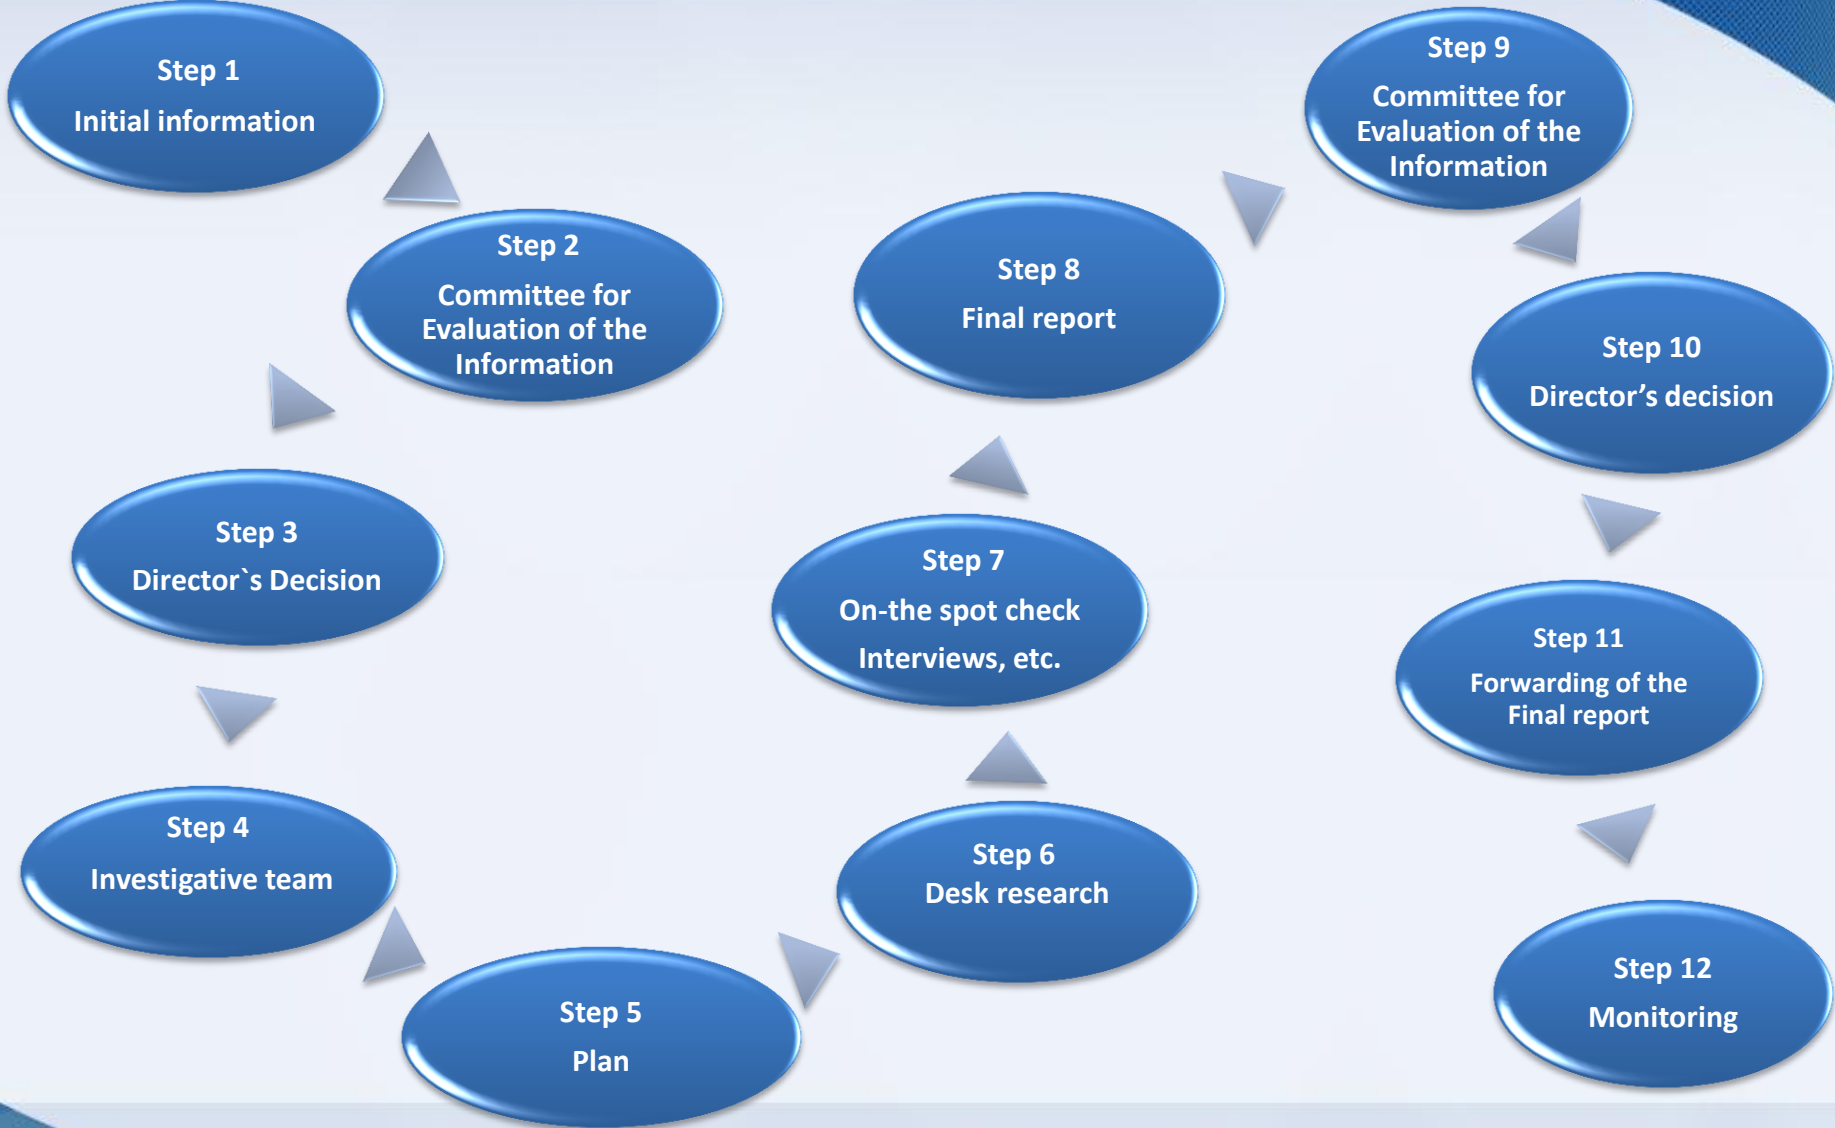 Step 1
Initial information
Step 2
Committee for
Evaluation of the
Information
Step 3
Director`s Decision
Step 4
Investigative team
Step 5
Plan
Step 6
Desk research
Step 7
On-the spot check
Interviews, etc.
Step 8
Final report
Step 9
Committee for
Evaluation of the
Information
Step 10
Director’s decision
Step 11
Forwarding of the
Final report
Step 12
Monitoring